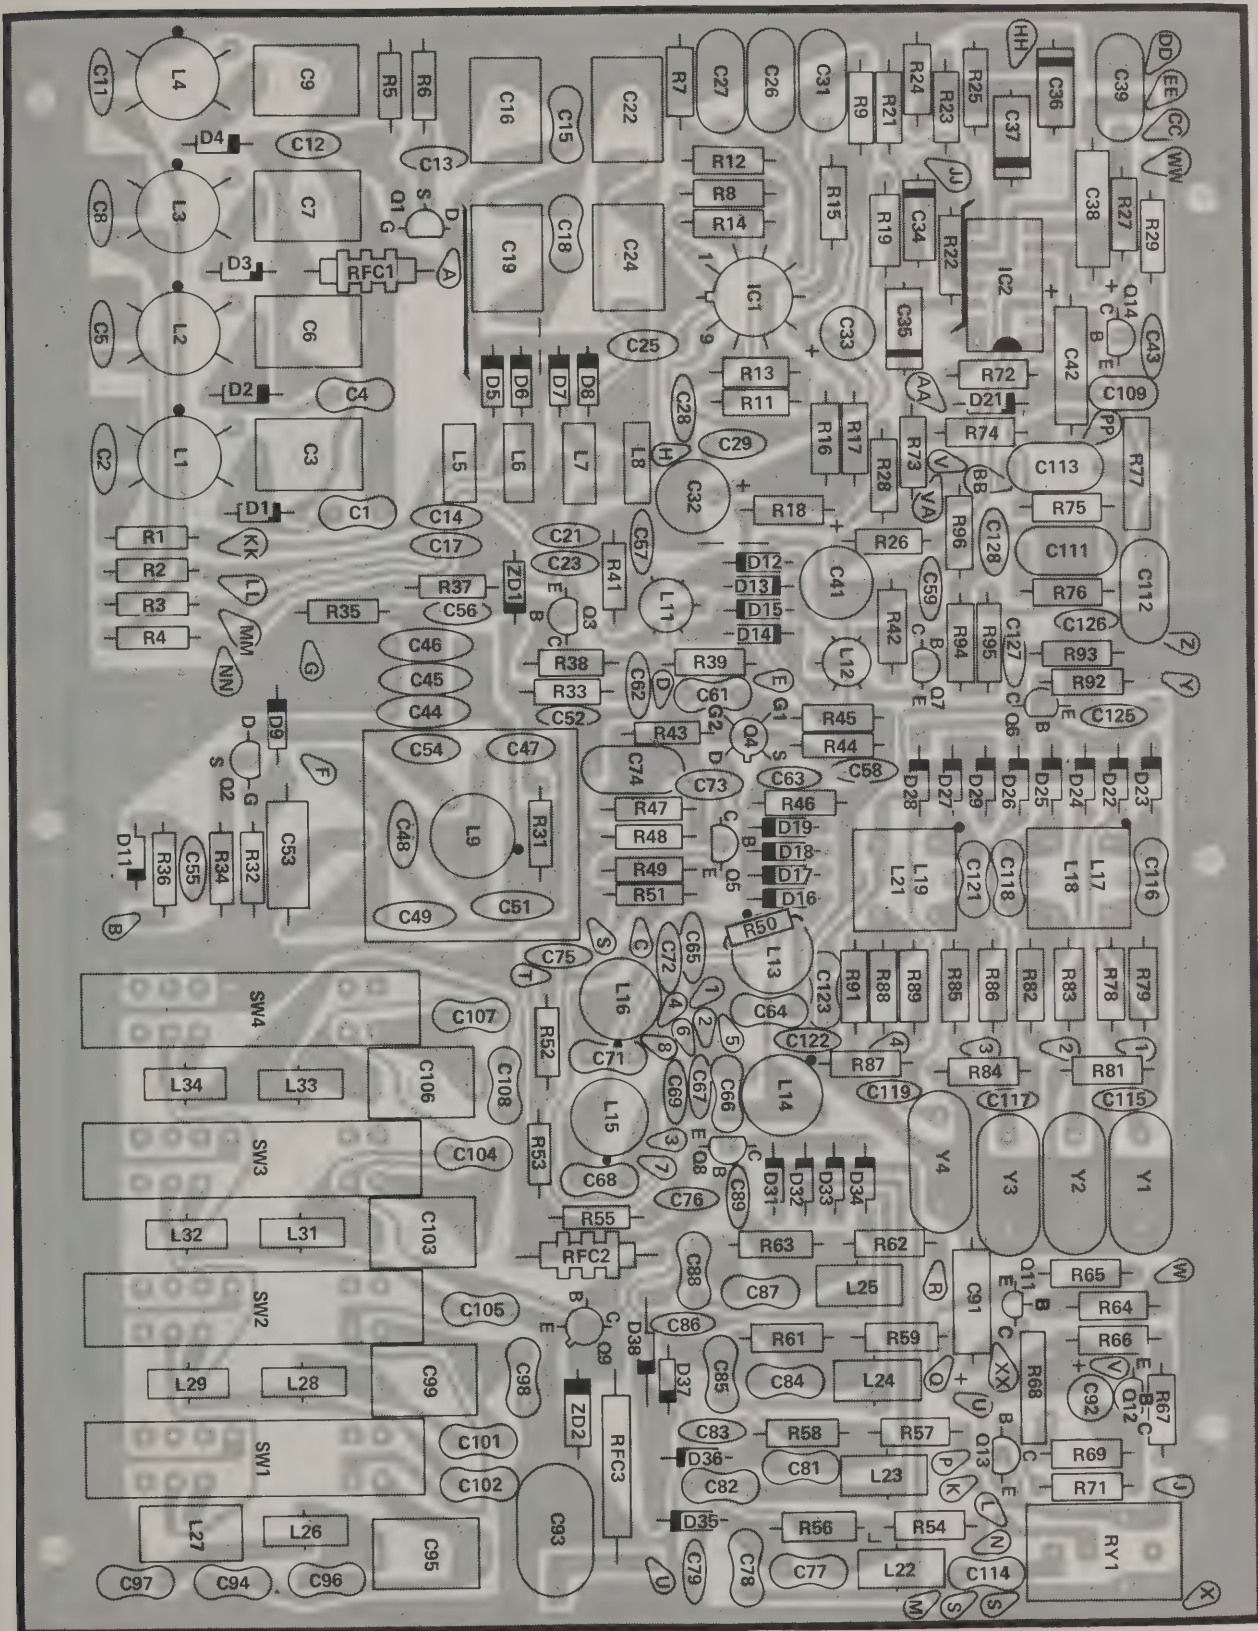 HH
DD
EE
CC
WW
C11
L4
C9
R5
R6
C16
C15
C22
R7
C27
C26
C31
R9
R21
R24
R23
R25
C37
C36
C39
D4
C12
C13
R12
R8
R14
R15
R19
C34
JJ
R22
IC2
C38
R27
R29
C8
L3
C7
Q1
S
D
G
D3
RFC1
A
C19
C18
C24
1
IC1
9
C33
+
C35
+
C42
+
Q14
C
B
E
C43
C5
L2
C6
C25
D5
D6
D7
D8
R13
R11
R72
AA
D21
C109
D2
C4
C28
C29
R16
R17
R28
R73
R74
PP
R77
C2
L1
C3
L5
L6
L7
L8
H
C32
+
V
BB
C113
VA
D1
C1
C14
C17
C21
C23
C57
R18
+
R26
R96
C128
R75
C111
R1
R2
R3
R4
KK
LL
MM
NN
R37
ZD1
R41
E
B
C
Q3
L11
D12
D13
D15
D14
C41
C59
R76
C112
R35
C56
R42
C
B
E
Q7
R94
R95
C127
C126
R93
R92
Z
Y
G
C46
C45
C44
R38
R33
C52
C62
D
R39
C61
E
L12
C
Q6
B
E
C125
D9
D
S
Q2
G
F
C54
C47
R43
G2
G1
Q4
D
S
R45
R44
C58
C74
C73
C63
D28
D27
D29
D26
D25
D24
D22
D23
C48
L9
R31
R47
R48
R49
R51
R46
C
B
E
Q5
D19
D18
D17
D16
D11
R36
C55
R34
R32
C53
B
C49
C51
L19
L21
C121
C118
L17
L18
C116
S
C
C72
C65
R50
L13
C75
T
SW4
C107
R52
L16
1
4
2
6
5
8
C64
C123
C122
R91
R88
R89
R85
R86
R82
R83
R78
R79
C71
L34
L33
C106
C108
R87
4
3
R84
2
1
R81
L15
C69
C67
C66
L14
C119
C117
C115
SW3
C104
R53
3
7
E
Q8
B
C
C68
C76
C89
D31
D32
D33
D34
Y4
Y3
Y2
Y1
L32
L31
C103
R55
RFC2
R63
R62
R
C91
Q11
E
B
C
R65
R64
R66
W
C88
C87
L25
SW2
C105
B
E
C
Q9
D38
C86
R61
R59
L29
L28
C99
C98
ZD2
D37
C85
C84
L24
Q
+
XX
U
R68
+
V
C92
E
Q12
B
C
R67
SW1
C101
C102
RFC3
C83
R58
R57
D36
C81
L23
P
K
B
Q13
C
E
R69
R71
J
C82
L27
L26
C95
C93
D35
R56
R54
L
N
RY1
C97
C94
C96
U
C79
C78
C77
L22
C114
M
S
S
X